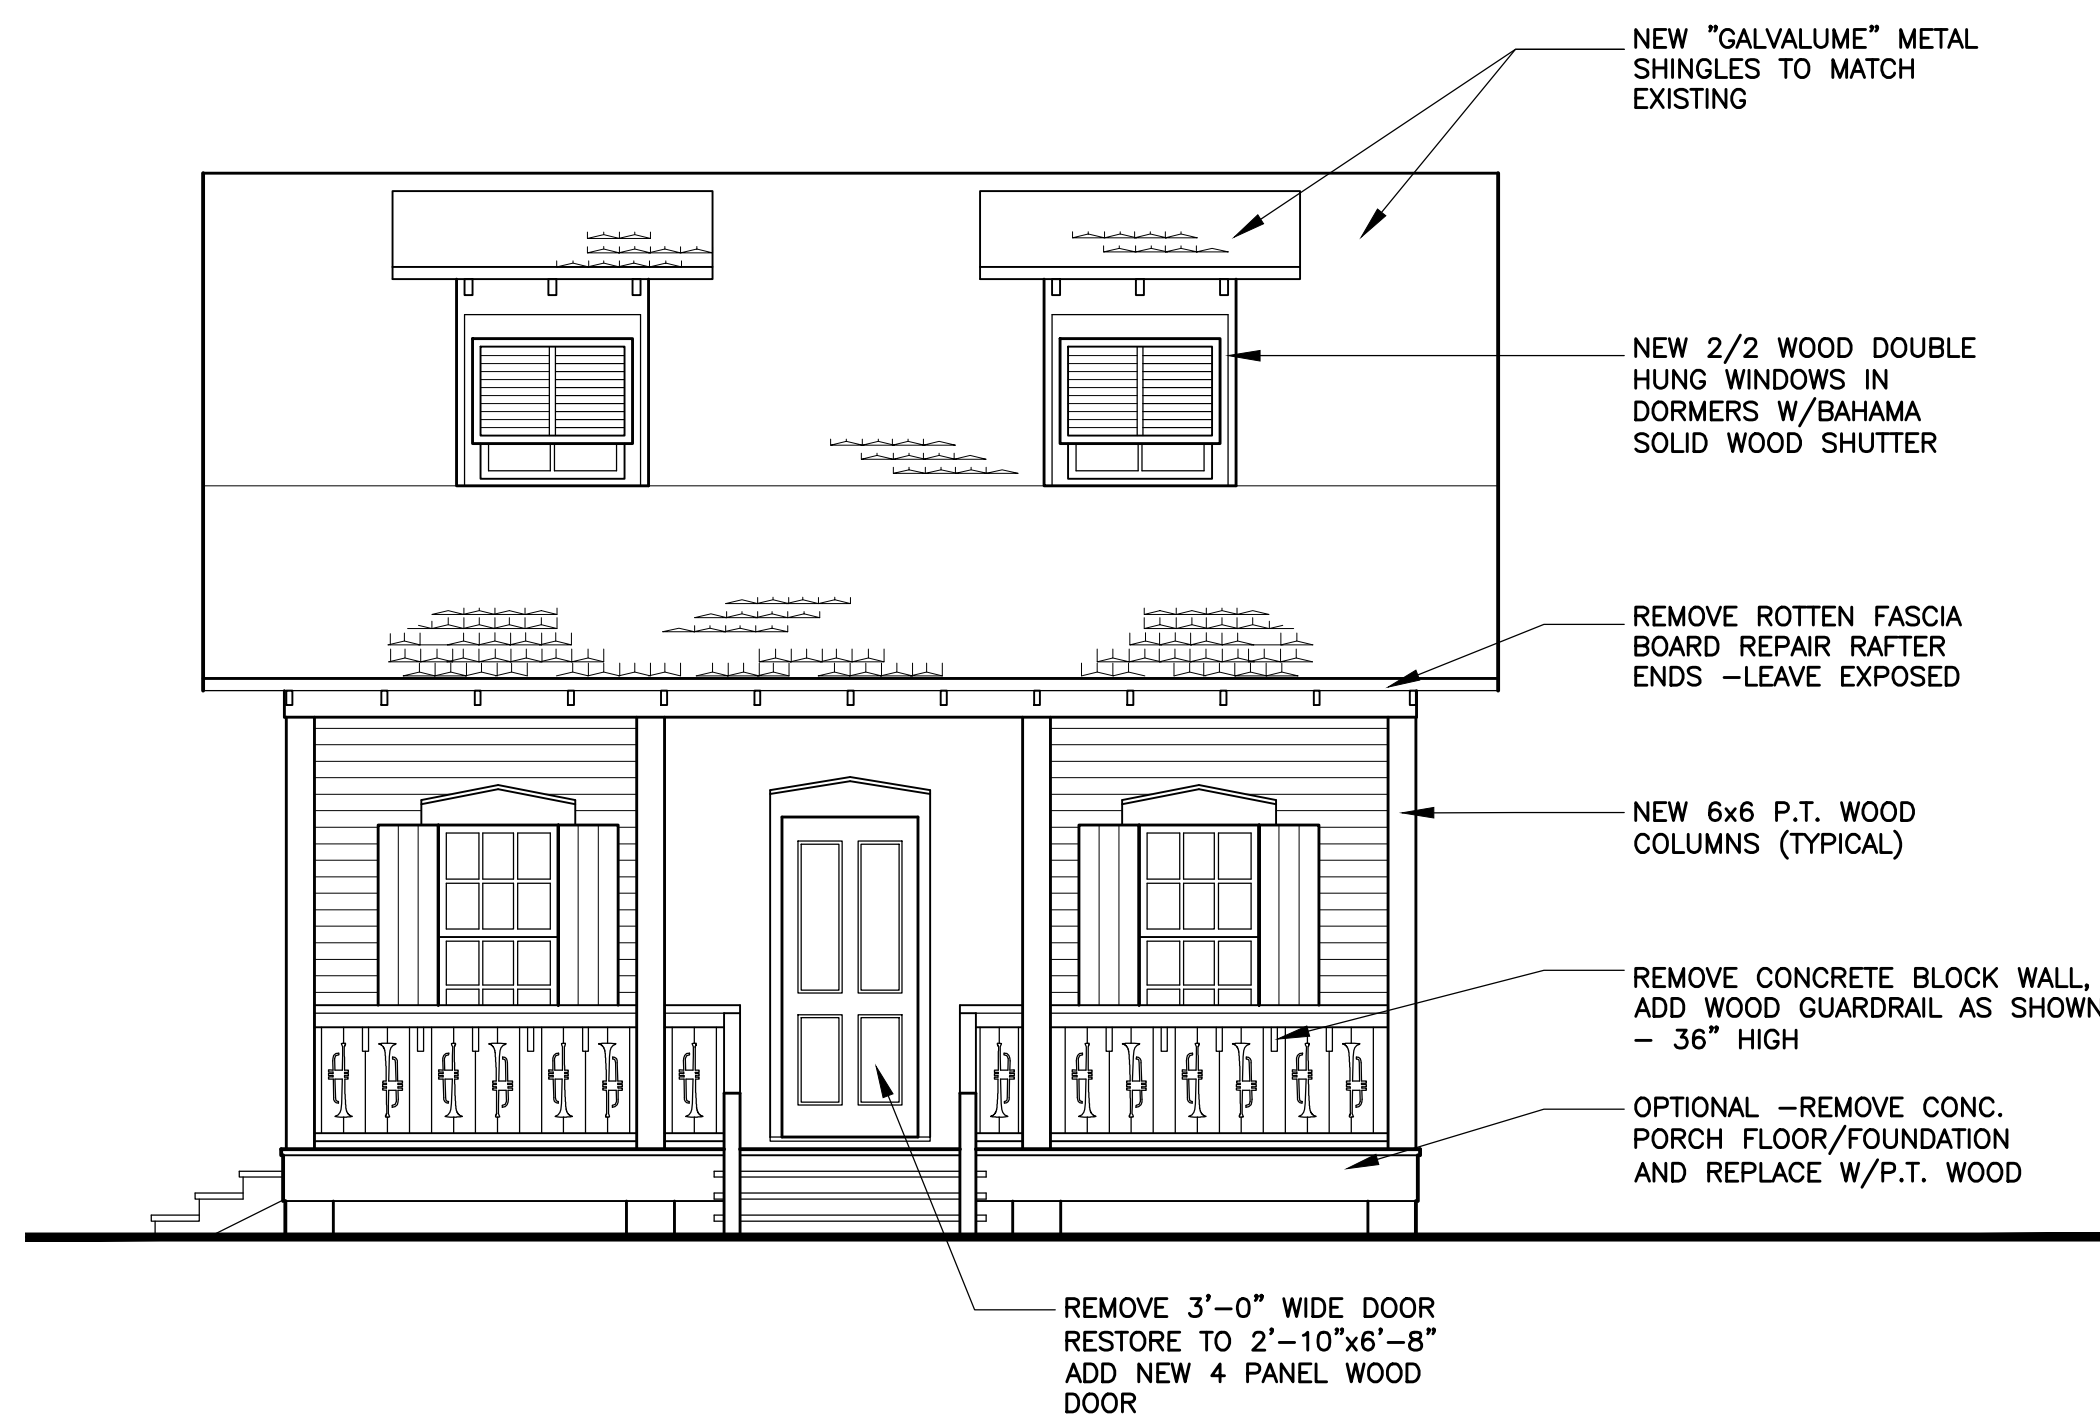 NEW "GALVALUME" METAL
SHINGLES TO MATCH
EXISTING
NEW 2/2 WOOD DOUBLE
HUNG WINDOWS IN
DORMERS W/BAHAMA
SOLID WOOD SHUTTER
REMOVE ROTTEN FASCIA
BOARD REPAIR RAFTER
ENDS -LEAVE EXPOSED
NEW 6x6 P.T. WOOD
COLUMNS (TYPICAL)
REMOVE CONCRETE BLOCK WALL,
ADD WOOD GUARDRAIL AS SHOWN
- 36" HIGH
OPTIONAL -REMOVE CONC.
PORCH FLOOR/FOUNDATION
AND REPLACE W/P.T. WOOD
REMOVE 3'-0" WIDE DOOR
RESTORE TO 2'-10"x6'-8"
ADD NEW 4 PANEL WOOD
DOOR